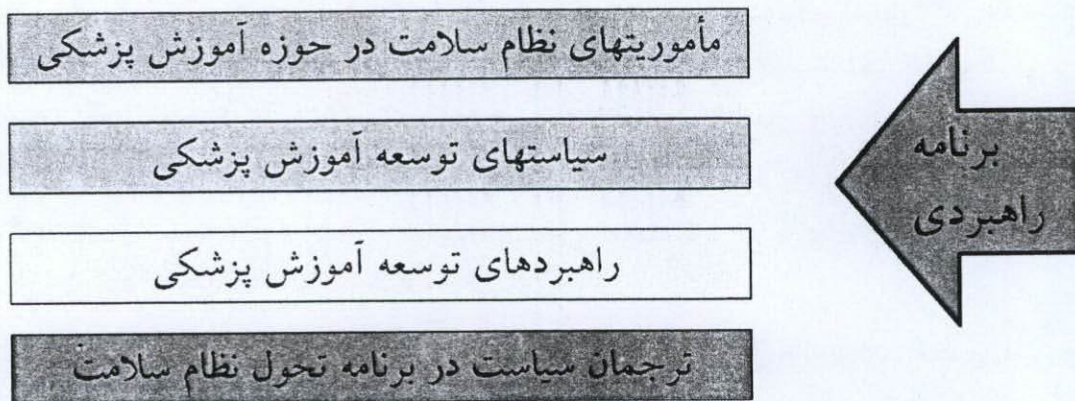 برنامه
راهبردی
مأموریتهای نظام سلامت در حوزه آموزش پزشکی
سیاستهای توسعه آموزش پزشکی
راهبردهای توسعه آموزش پزشکی
ترجمان سیاست در برنامه تحول نظام سلامت